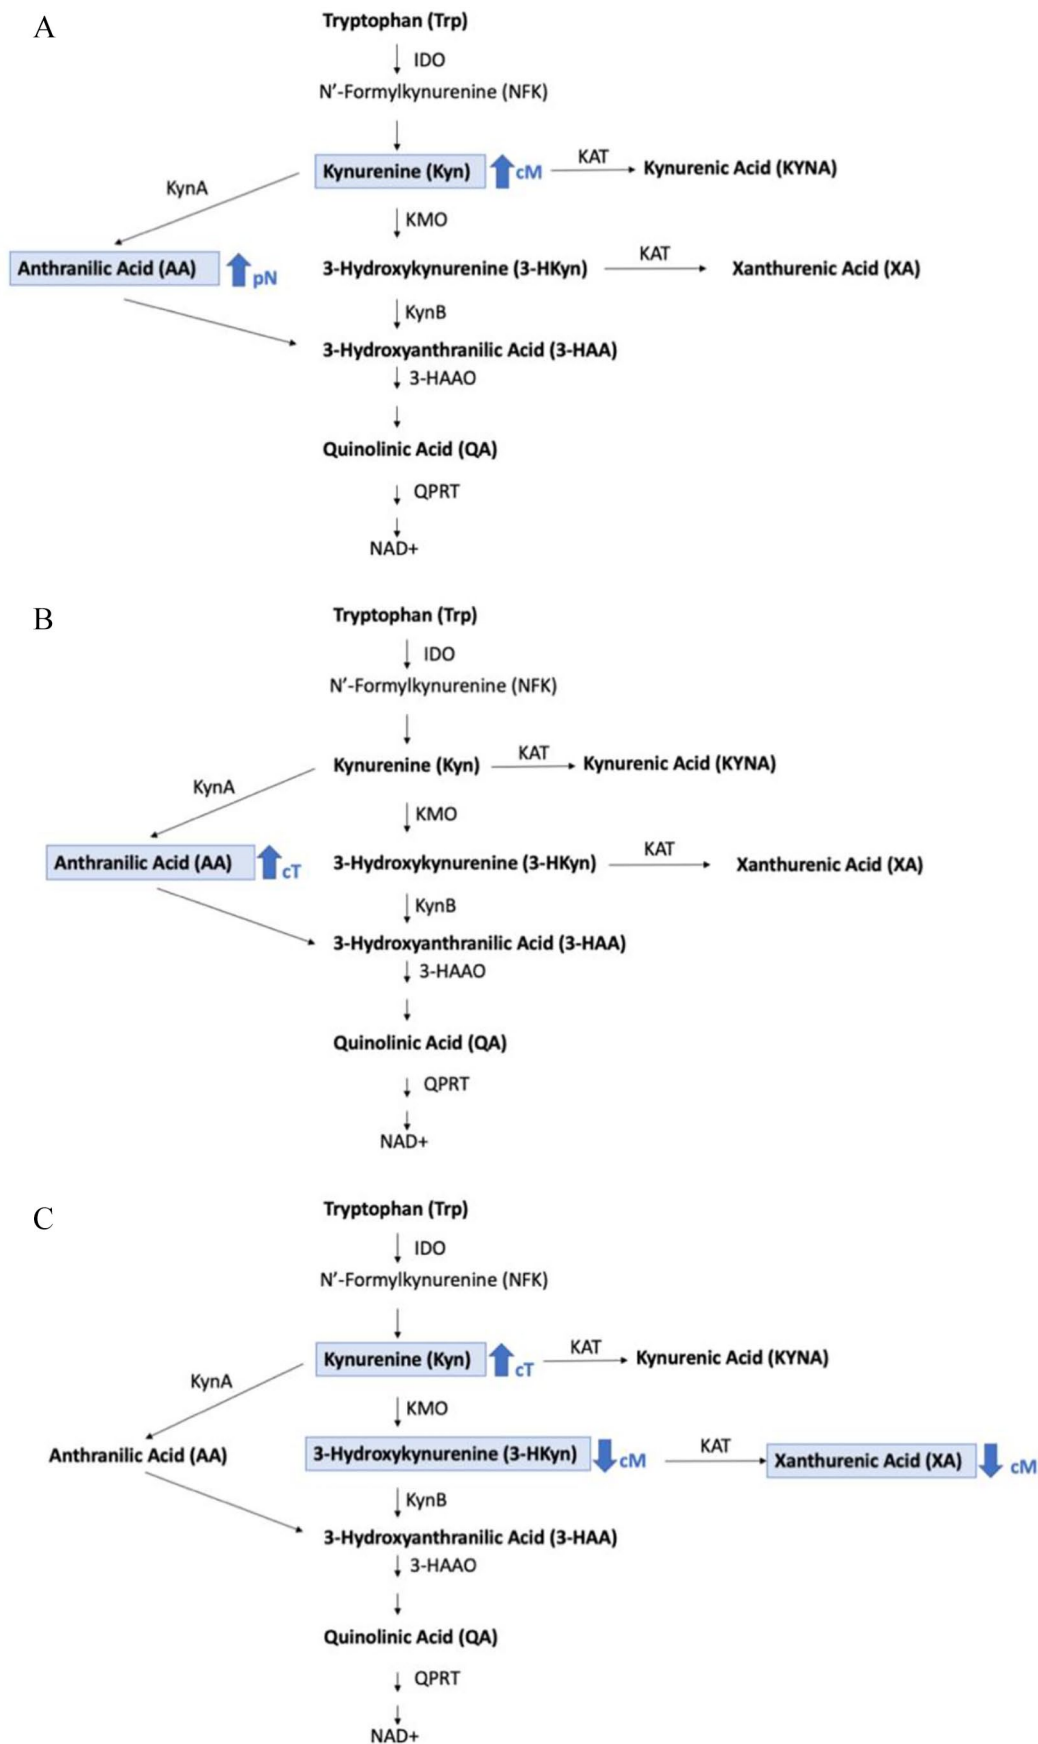 A
Tryptophan (Trp)
IDO
N'-Formylkynurenine (NFK)
Kynurenine (Kyn) cM KAT Kynurenic Acid (KYNA)
KynA
KMO
Anthranilic Acid (AA) pN 3-Hydroxykynurenine (3-HKyn) KAT Xanthurenic Acid (XA)
KynB
3-Hydroxyanthranilic Acid (3-HAA)
3-HAAO
Quinolinic Acid (QA)
QPRT
NAD+
B
Tryptophan (Trp)
IDO
N'-Formylkynurenine (NFK)
Kynurenine (Kyn) KAT Kynurenic Acid (KYNA)
KynA
KMO
Anthranilic Acid (AA) cT 3-Hydroxykynurenine (3-HKyn) KAT Xanthurenic Acid (XA)
KynB
3-Hydroxyanthranilic Acid (3-HAA)
3-HAAO
Quinolinic Acid (QA)
QPRT
NAD+
C
Tryptophan (Trp)
IDO
N'-Formylkynurenine (NFK)
Kynurenine (Kyn) cT KAT Kynurenic Acid (KYNA)
KynA
KMO
Anthranilic Acid (AA) 3-Hydroxykynurenine (3-HKyn) cM KAT Xanthurenic Acid (XA) cM
KynB
3-Hydroxyanthranilic Acid (3-HAA)
3-HAAO
Quinolinic Acid (QA)
QPRT
NAD+